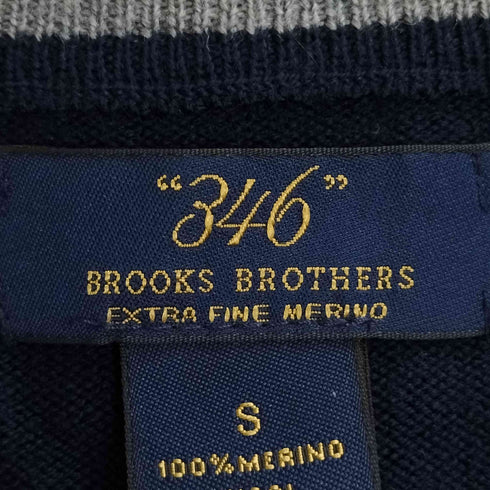 "346"
BROOKS BROTHERS
EXTRA FINE MERINO
S
100% MERINO